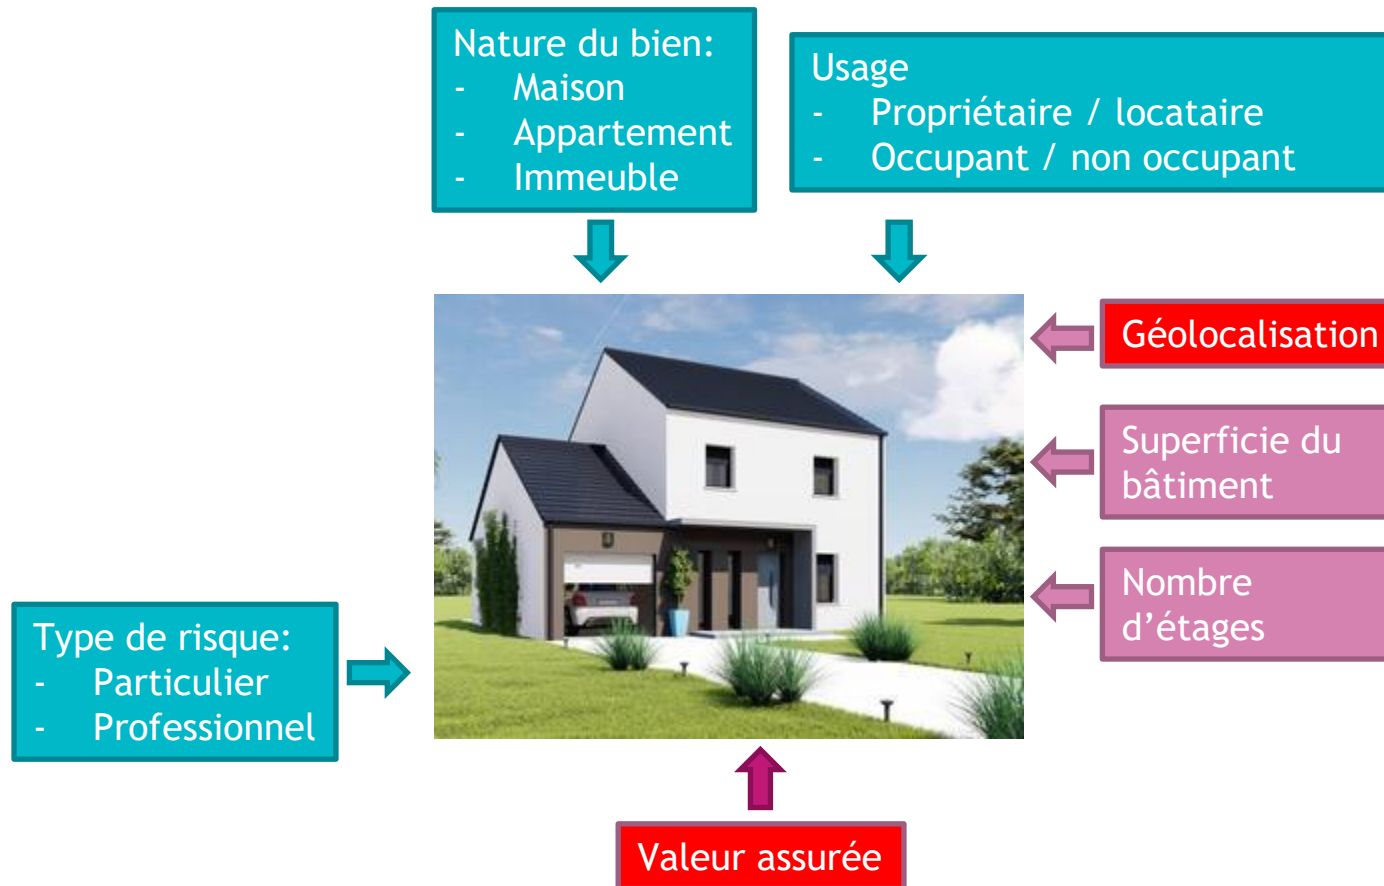 Nature du bien:
- Maison
- Appartement
- Immeuble
Usage
- Propriétaire / locataire
- Occupant / non occupant
Géolocalisation
Superficie du
bâtiment
Nombre
d’étages
Type de risque:
- Particulier
- Professionnel
Valeur assurée